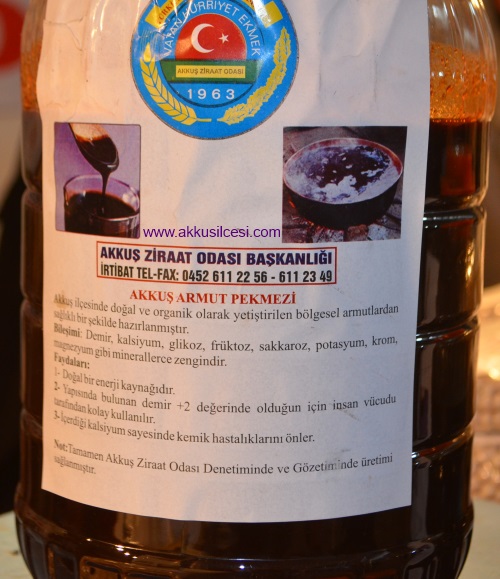 VATAN HÜRRİYET EKMEK
AKKUŞ ZİRAAT ODASI
1963
www.akkusilcesi.com
AKKUŞ ZİRAAT ODASI BAŞKANLIĞI
İRTİBAT TEL-FAX: 0452 611 22 56 - 611 23 49
AKKUŞ ARMUT PEKMEZİ
Akkuş ilçesinde doğal ve organik olarak yetiştirilen bölgesel armutlardan
sağlıklı bir şekilde hazırlanmıştır.
Bileşimi: Demir, kalsiyum, glikoz, früktoz, sakkaroz, potasyum, krom,
magnezyum gibi minerallerce zengindir.
Faydaları:
1- Doğal bir enerji kaynağıdır.
2- Yapısında bulunan demir +2 değerinde olduğun için insan vücudu
tarafından kolay kullanılır.
3-İçerdiği kalsiyum sayesinde kemik hastalıklarını önler.
Not:Tamamen Akkuş Ziraat Odası Denetiminde ve Gözetiminde üretimi
sağlanmıştır.